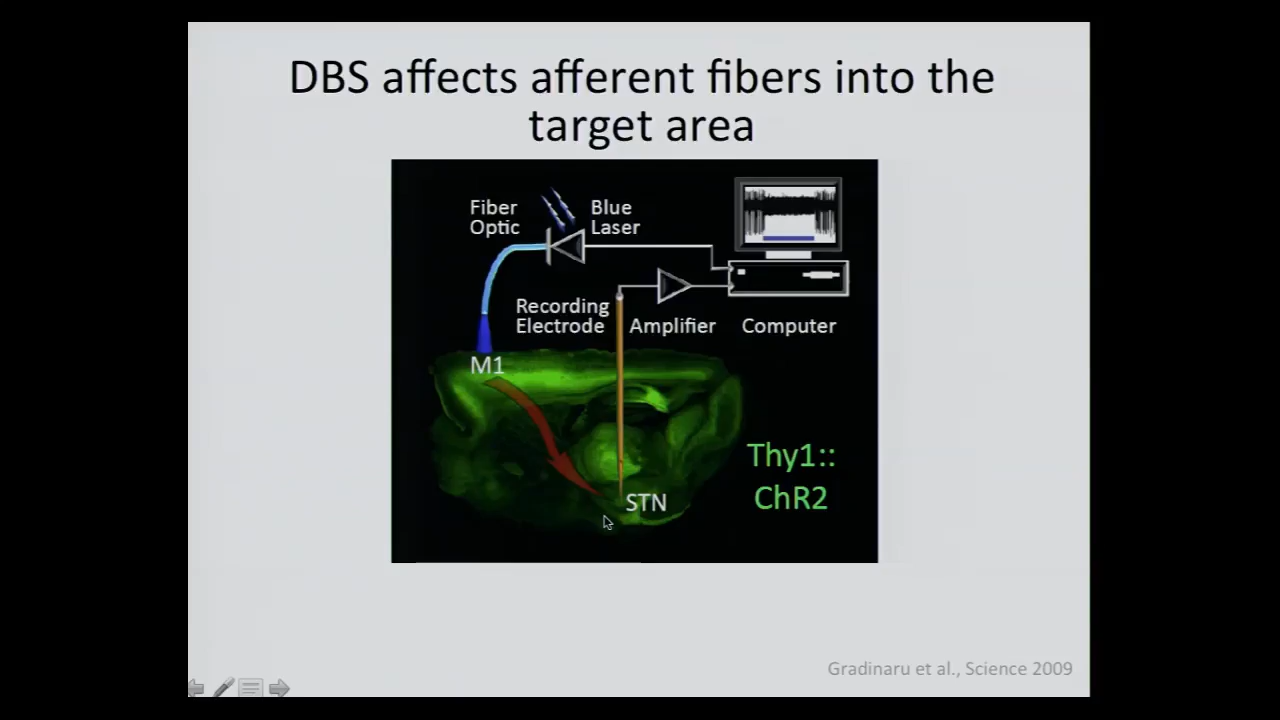 DBS affects afferent fibers into the
target area
Fiber
Optic
Blue
Laser
Recording
Electrode
Amplifier
Computer
M1
STN
Thy1::
ChR2
Gradinaru et al., Science 2009